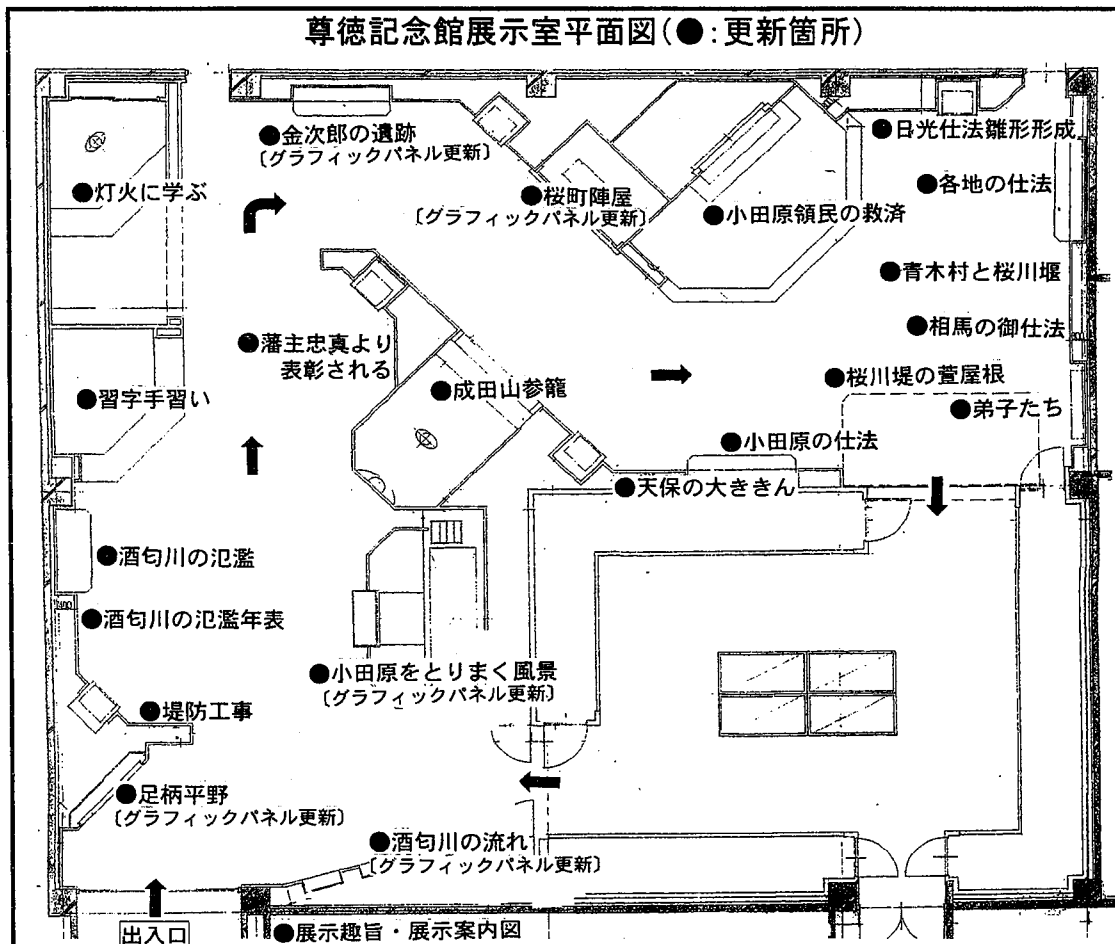 尊徳記念館展示室平面図(●:更新箇所)
●金次郎の遺跡
〔グラフィックパネル更新〕
●日光仕法雛形形成
●灯火に学ぶ
●桜町陣屋
〔グラフィックパネル更新〕
●各地の仕法
●小田原領民の救済
●青木村と桜川堰
●相馬の御仕法
●藩主忠真より
表彰される
●桜川堤の萱屋根
●習字手習い
●成田山参籠
●弟子たち
●小田原の仕法
●天保の大ききん
●酒匂川の氾濫
●酒匂川の氾濫年表
●小田原をとりまく風景
〔グラフィックパネル更新〕
●堤防工事
●足柄平野
〔グラフィックパネル更新〕
●酒匂川の流れ
〔グラフィックパネル更新〕
出入口
●展示趣旨・展示案内図